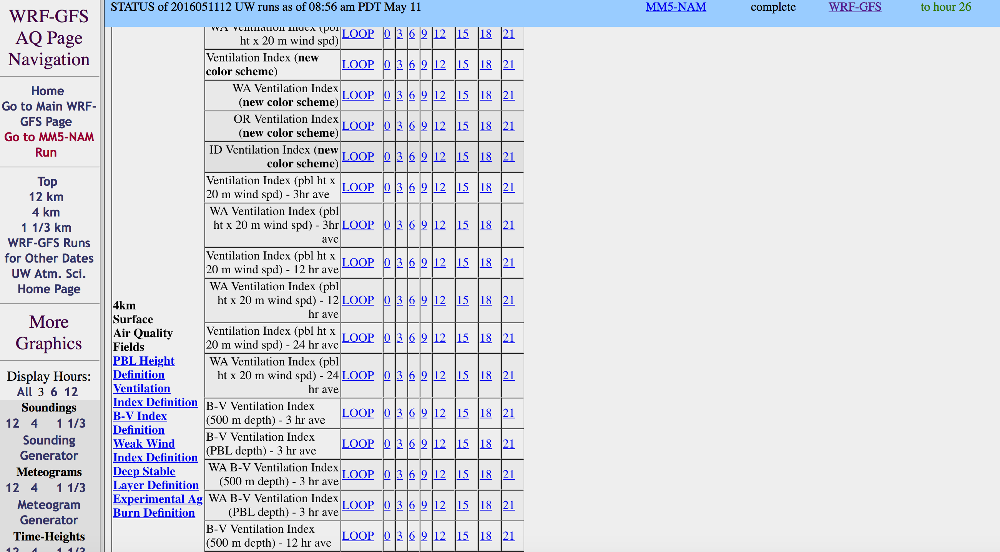 STATUS of 2016051112 UW runs as of 08:56 am PDT May 11 MM5-NAM complete WRF-GFS to hour 26
WRF-GFS
AQ Page
Navigation
Home
Go to Main WRF-
GFS Page
Go to MM5-NAM
Run
Top
12 km
4 km
1 1/3 km
WRF-GFS Runs
for Other Dates
UW Atm. Sci.
Home Page
More
Graphics
Display Hours:
All 3 6 12
Soundings
12 4 1 1/3
Sounding
Generator
Meteograms
12 4 1 1/3
Meteogram
Generator
Time-Heights
12 4 1 1/3
4km
Surface
Air Quality
Fields
PBL Height
Definition
Ventilation
Index Definition
B-V Index
Definition
Weak Wind
Index Definition
Deep Stable
Layer Definition
Experimental Ag
Burn Definition
WA Ventilation Index (pbl
ht x 20 m wind spd)
LOOP 0 3 6 9 12 15 18 21
Ventilation Index (new
color scheme)
LOOP 0 3 6 9 12 15 18 21
WA Ventilation Index
(new color scheme)
LOOP 0 3 6 9 12 15 18 21
OR Ventilation Index
(new color scheme)
LOOP 0 3 6 9 12 15 18 21
ID Ventilation Index (new
color scheme)
LOOP 0 3 6 9 12 15 18 21
Ventilation Index (pbl ht x
20 m wind spd) - 3hr ave
LOOP 0 3 6 9 12 15 18 21
WA Ventilation Index (pbl
ht x 20 m wind spd) - 3hr
ave
LOOP 0 3 6 9 12 15 18 21
Ventilation Index (pbl ht x
20 m wind spd) - 12 hr ave
LOOP 0 3 6 9 12 15 18 21
WA Ventilation Index (pbl
ht x 20 m wind spd) - 12
hr ave
LOOP 0 3 6 9 12 15 18 21
Ventilation Index (pbl ht x
20 m wind spd) - 24 hr ave
LOOP 0 3 6 9 12 15 18 21
WA Ventilation Index (pbl
ht x 20 m wind spd) - 24
hr ave
LOOP 0 3 6 9 12 15 18 21
B-V Ventilation Index
(500 m depth) - 3 hr ave
LOOP 0 3 6 9 12 15 18 21
B-V Ventilation Index
(PBL depth) - 3 hr ave
LOOP 0 3 6 9 12 15 18 21
WA B-V Ventilation Index
(500 m depth) - 3 hr ave
LOOP 0 3 6 9 12 15 18 21
WA B-V Ventilation Index
(PBL depth) - 3 hr ave
LOOP 0 3 6 9 12 15 18 21
B-V Ventilation Index
(500 m depth) - 12 hr ave
LOOP 0 3 6 9 12 15 18 21